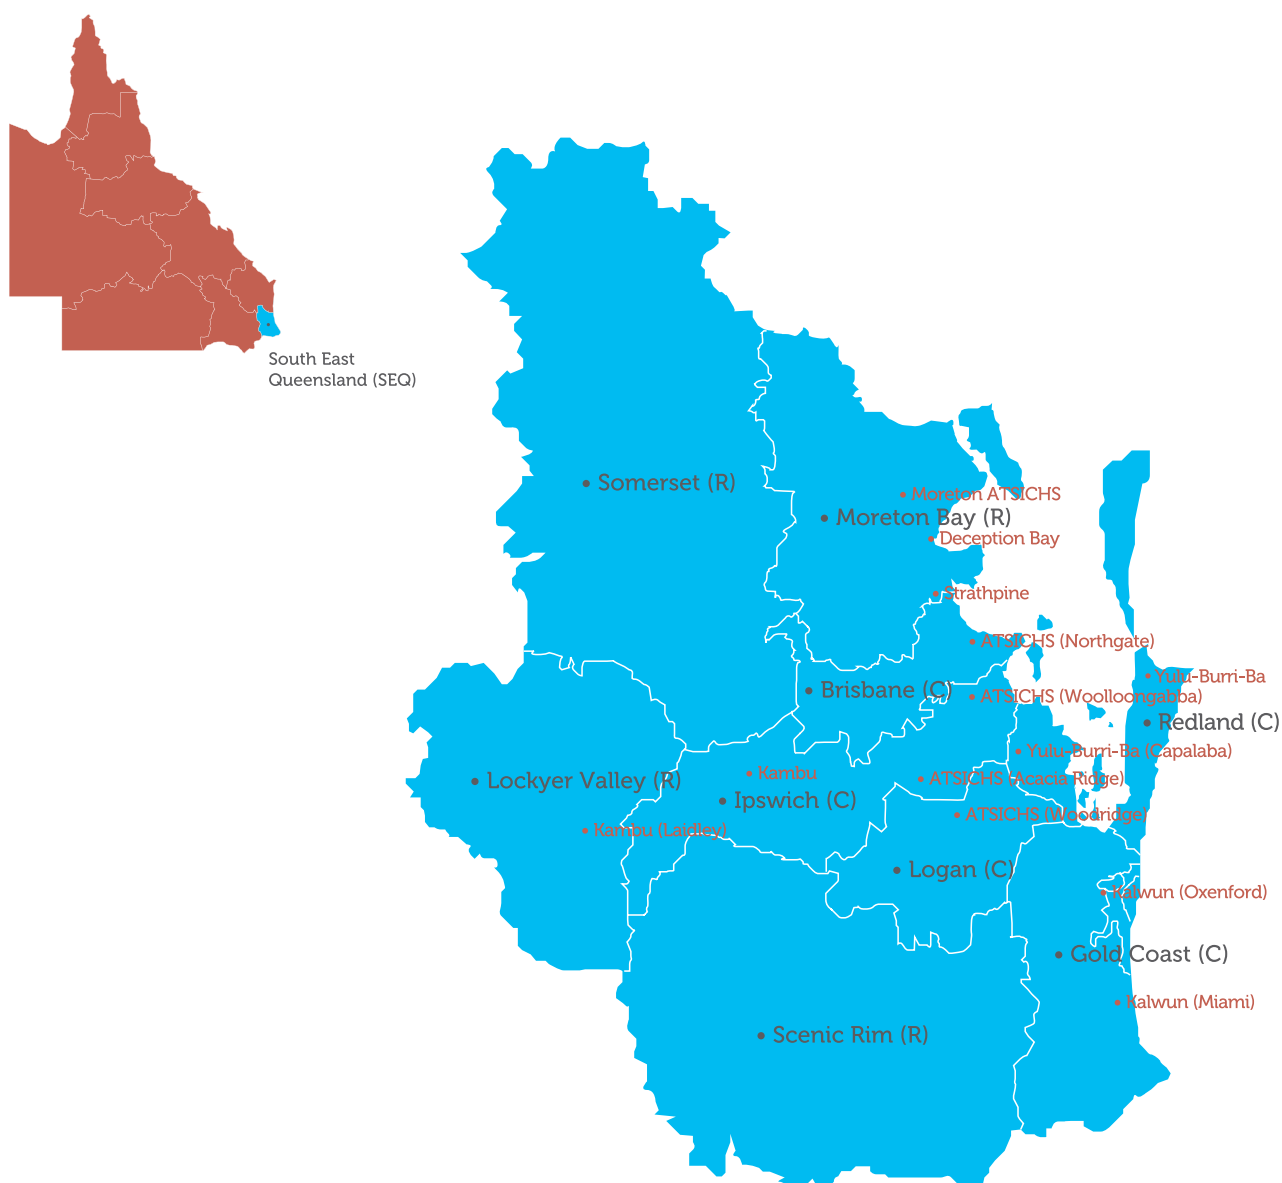 South East
Queensland (SEQ)
Somerset (R)
Moreton ATSICHS
Moreton Bay (R)
Deception Bay
Strathpine
ATSICHS (Northgate)
Yulu-Burri-Ba
Brisbane (C)
ATSICHS (Woolloongabba)
Redland (C)
Yulu-Burri-Ba (Capalaba)
Kambu
ATSICHS (Acacia Ridge)
Lockyer Valley (R)
Ipswich (C)
ATSICHS (Woodridge)
Kambu (Laidley)
Logan (C)
Kalwun (Oxenford)
Gold Coast (C)
Kalwun (Miami)
Scenic Rim (R)